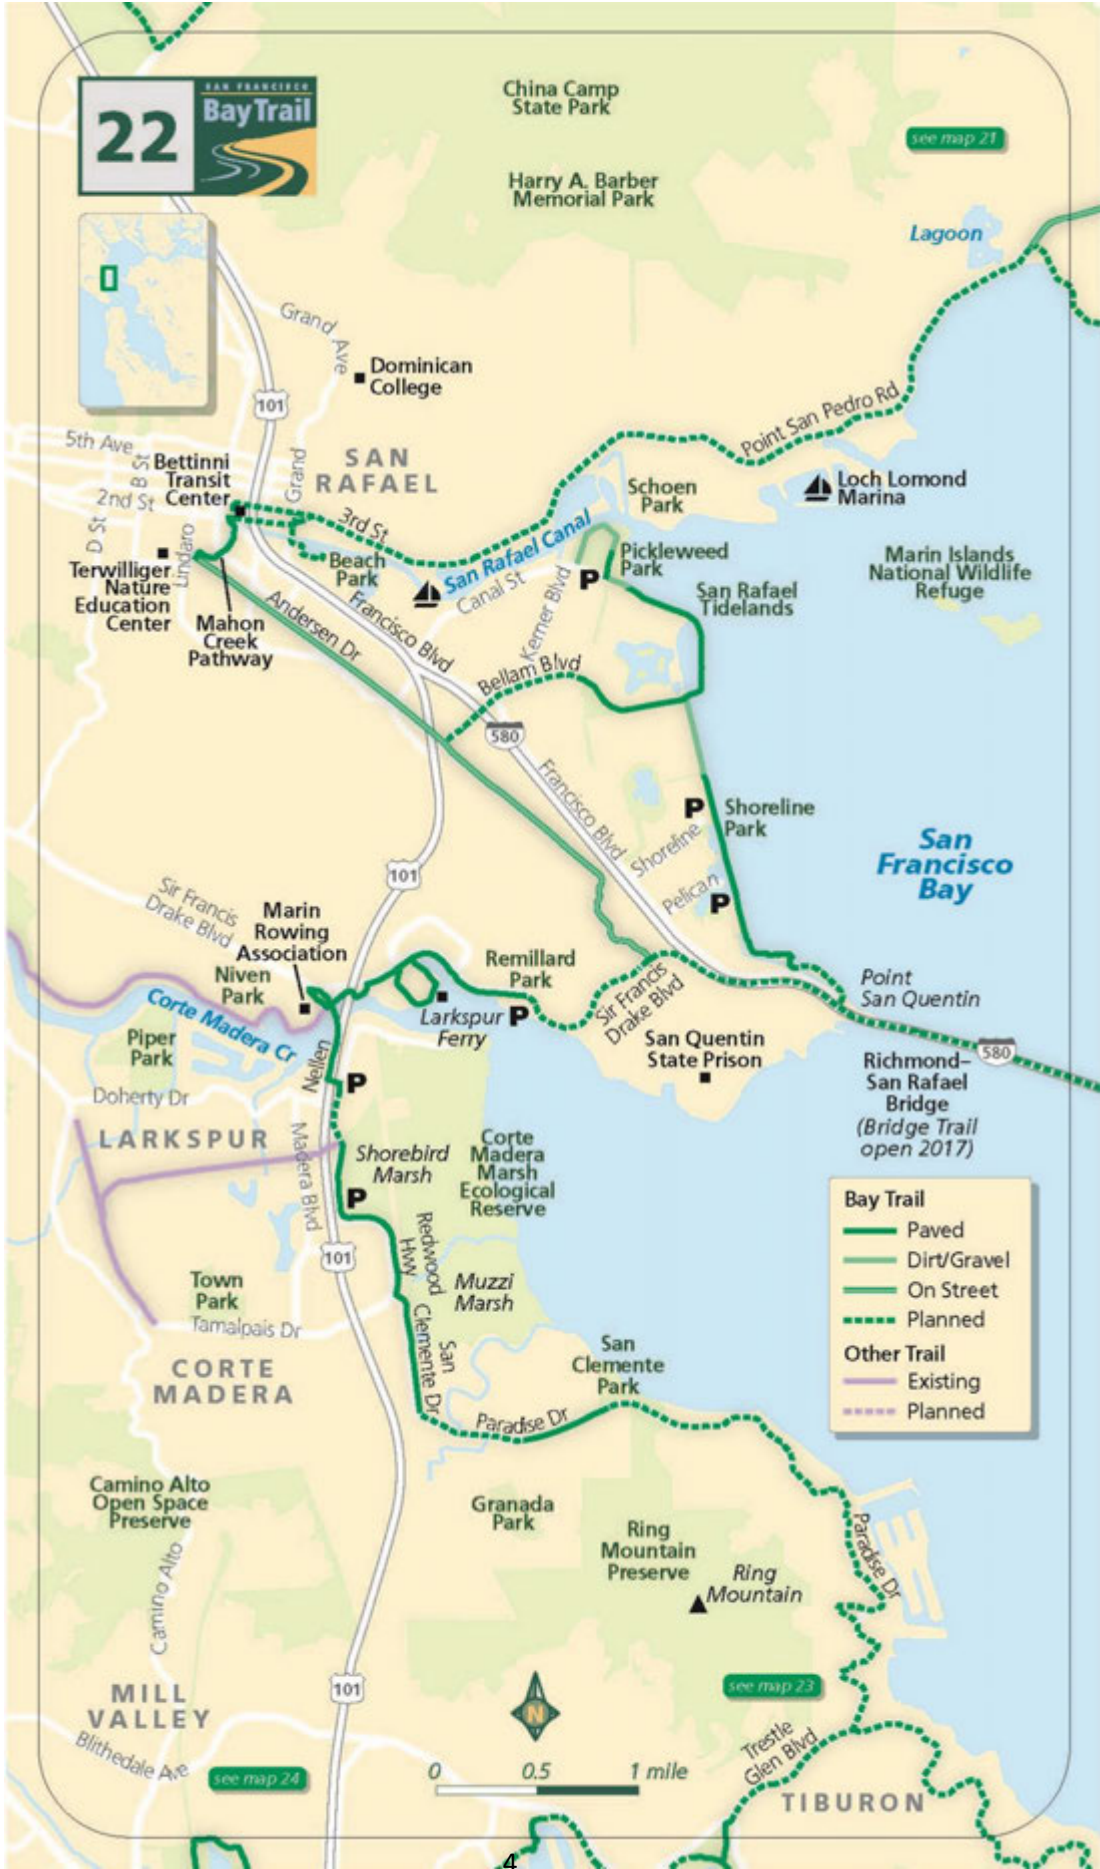 22
SAN FRANCISCO
Bay Trail
China Camp
State Park
see map 21
Harry A. Barber
Memorial Park
Lagoon
Grand Ave
Dominican
College
101
Point San Pedro Rd
5th Ave
B St
Bettinni
Transit
Center
Grand
SAN
RAFAEL
2nd St
D St
3rd St
Loch Lomond
Marina
Schoen
Park
Lindaro
San Rafael Canal
Terwilliger
Nature
Education
Center
Beach
Park
Canal St
Pickleweed
Park
P
Marin Islands
National Wildlife
Refuge
San Rafael
Tidelands
Mahon
Creek
Pathway
Andersen Dr
Francisco Blvd
Kerner Blvd
Bellam Blvd
580
Francisco Blvd
P
Shoreline
Park
Shoreline
San
Francisco
Bay
101
Pelican
P
Sir Francis
Drake Blvd
Marin
Rowing
Association
Niven
Park
Remillard
Park
Corte Madera Cr
Larkspur
Ferry
P
Sir Francis
Drake Blvd
Point
San Quentin
Piper
Park
San Quentin
State Prison
580
Nellen
P
Richmond–
San Rafael
Bridge
(Bridge Trail
open 2017)
Doherty Dr
LARKSPUR
Madera Blvd
Shorebird
Marsh
Corte
Madera
Marsh
Ecological
Reserve
P
Redwood
Hwy
101
Muzzi
Marsh
Town
Park
Tamalpais Dr
San
Clemente Dr
San
Clemente
Park
CORTE
MADERA
Paradise Dr
Bay Trail
Paved
Dirt/Gravel
On Street
Planned
Other Trail
Existing
Planned
Camino Alto
Open Space
Preserve
Granada
Park
Ring
Mountain
Preserve
Ring
Mountain
Paradise Dr
Camino Alto
101
see map 23
MILL
VALLEY
N
Trestle
Glen Blvd
Blithedale Ave
see map 24
0 0.5 1 mile
TIBURON
4